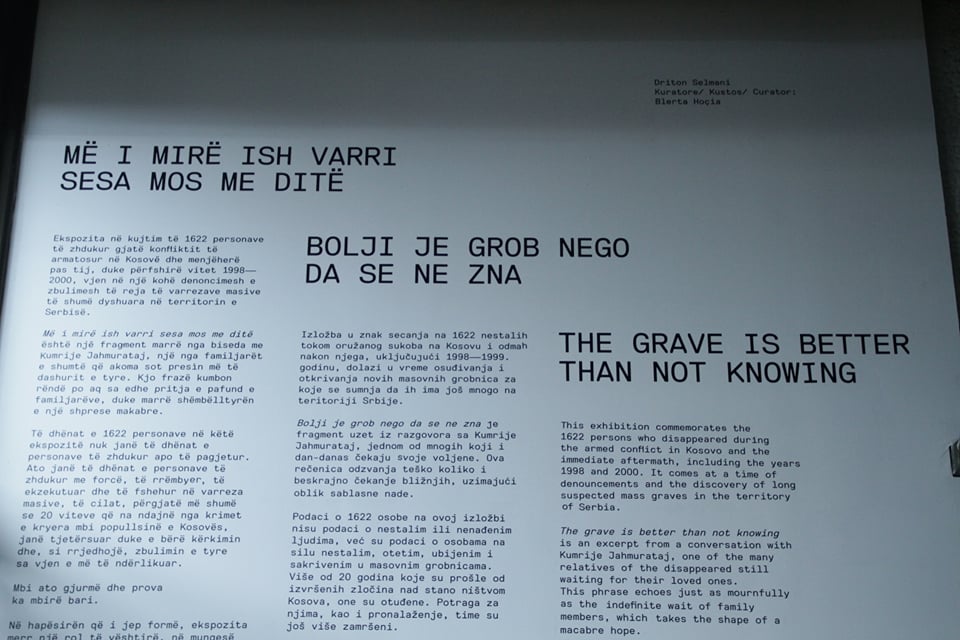 Driton Selmani
Kuratore/ Kustos/ Curator:
Blerta Hoçia
MË I MIRË ISH VARRI
SESA MOS ME DITË
Ekspozita në kujtim të 1622 personave
të zhdukur gjatë konfliktit të
armatosur në Kosovë dhe menjëherë
pas tij, duke përfshirë vitet 1998—
2000, vjen në një kohë denoncimesh e
zbulimesh të reja të varrezave masive
të shumë dyshuara në territorin e
Serbisë.
Më i mirë ish varri sesa mos me ditë
është një fragment marrë nga biseda me
Kumrije Jahmurataj, një nga familjarët
e shumtë që akoma sot presin më të
dashurit e tyre. Kjo frazë kumbon
rëndë po aq sa edhe pritja e pafund e
familjarëve, duke marrë shëmbëlltyrën
e një shprese makabre.
Të dhënat e 1622 personave në këtë
ekspozitë nuk janë të dhënat e
personave të zhdukur apo të pagjetur.
Ato janë të dhënat e personave të
zhdukur me forcë, të rrëmbyer, të
ekzekutuar dhe të fshehur në varreza
masive, të cilat, përgjatë më shumë
se 20 viteve që na ndajnë nga krimet
e kryera mbi popullsinë e Kosovës,
janë tjetërsuar duke e bërë kërkimin
dhe, si rrjedhojë, zbulimin e tyre
sa vjen e më të ndërlikuar.
Mbi ato gjurmë dhe prova
ka mbirë bari.
Në hapësirën që i jep formë, ekspozita
merr një rol të vështirë, në mungesë
BOLJI JE GROB NEGO
DA SE NE ZNA
Izložba u znak secanja na 1622 nestalih
tokom oružanog sukoba na Kosovu i odmah
nakon njega, uključujući 1998—1999.
godinu, dolazi u vreme osuđivanja i
otkrivanja novih masovnih grobnica za
koje se sumnja da ih ima još mnogo na
teritoriji Srbije.
Bolji je grob nego da se ne zna je
fragment uzet iz razgovora sa Kumrije
Jahmurataj, jednom od mnogih koji i
dan-danas čekaju svoje voljene. Ova
rečenica odzvanja teško koliko i
beskrajno čekanje bližnjih, uzimajući
oblik sablasne nade.
Podaci o 1622 osobe na ovoj izložbi
nisu podaci o nestalim ili nenađenim
ljudima, već su podaci o osobama na
silu nestalim, otetim, ubijenim i
sakrivenim u masovnim grobnicama.
Više od 20 godina koje su prošle od
izvršenih zločina nad stano ništvom
Kosova, one su otuđene. Potraga za
njima, kao i pronalaženje, time su
još više zamršeni.
THE GRAVE IS BETTER
THAN NOT KNOWING
This exhibition commemorates the
1622 persons who disappeared during
the armed conflict in Kosovo and the
immediate aftermath, including the years
1998 and 2000. It comes at a time of
denouncements and the discovery of long
suspected mass graves in the territory
of Serbia.
The grave is better than not knowing
is an excerpt from a conversation with
Kumrije Jahmurataj, one of the many
relatives of the disappeared still
waiting for their loved ones.
This phrase echoes just as mournfully
as the indefinite wait of family
members, which takes the shape of a
macabre hope.